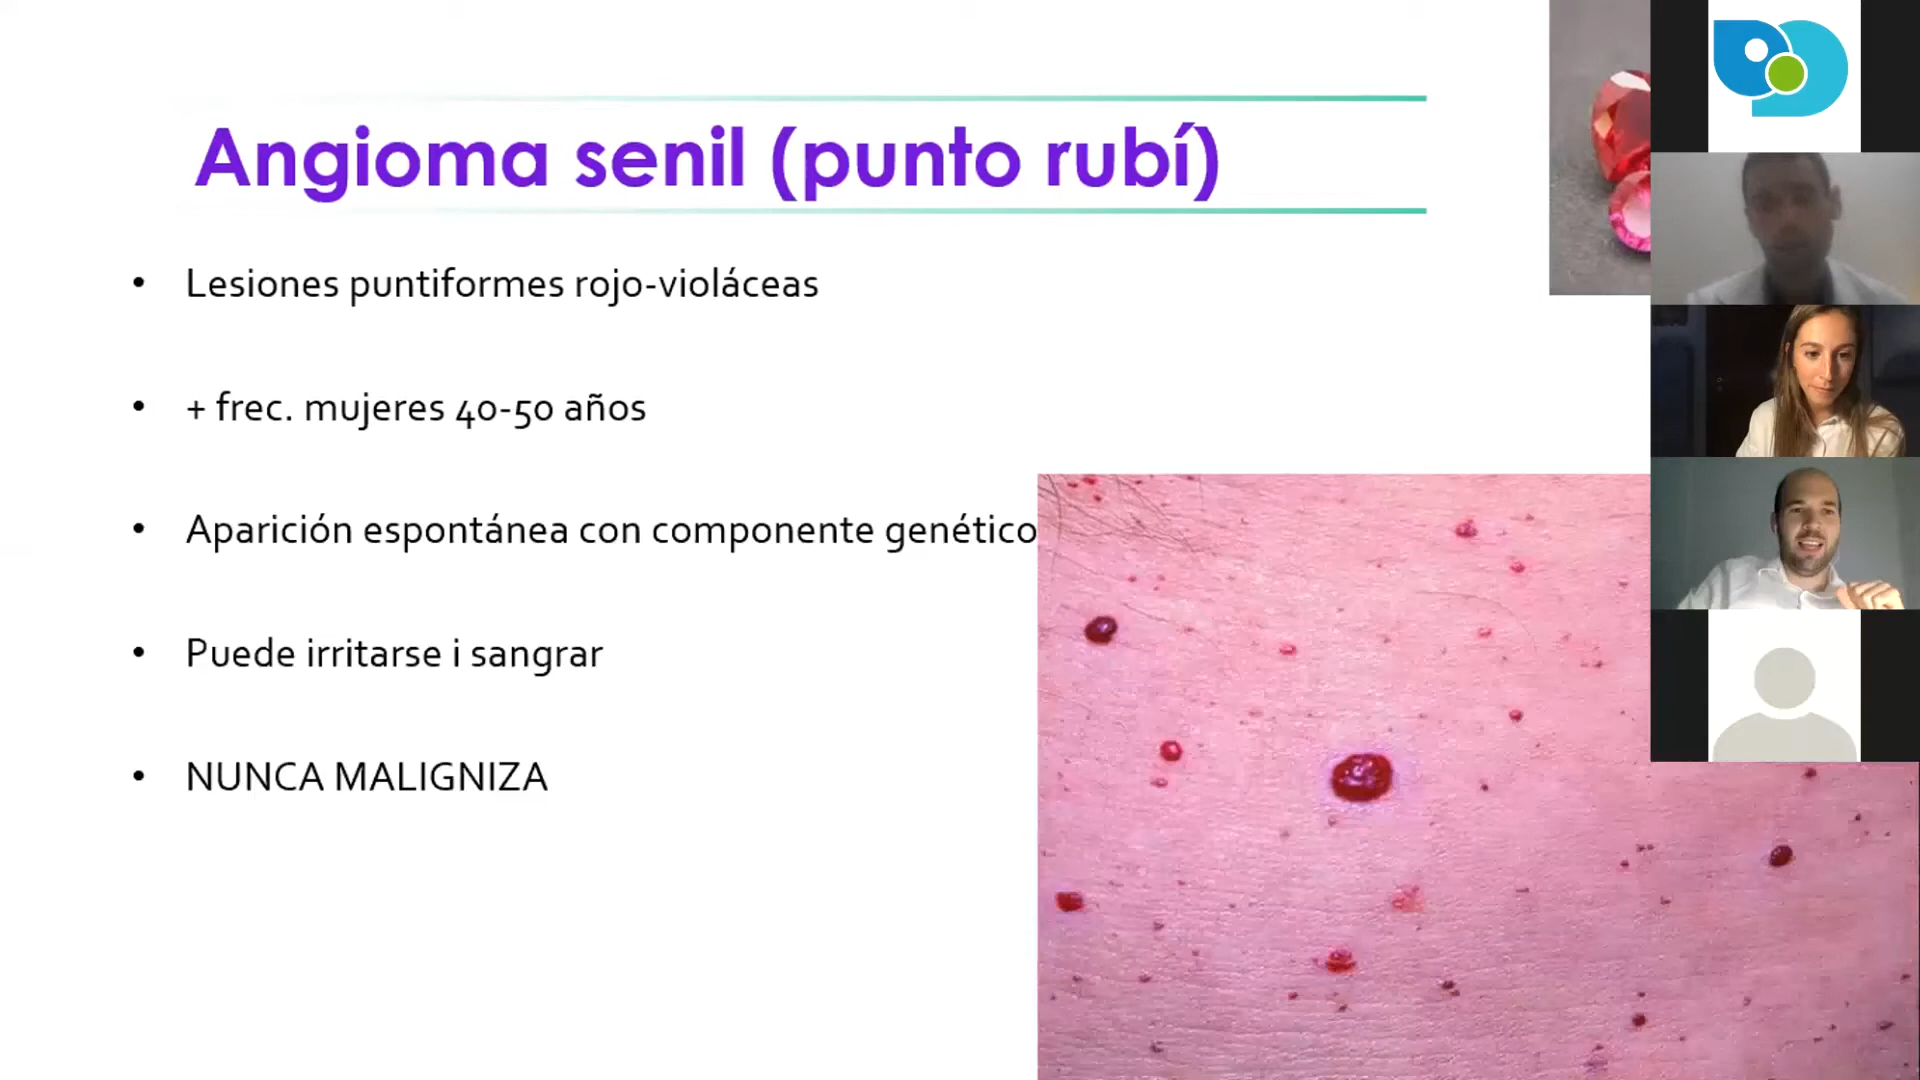 Angioma senil (punto rubí)
• Lesiones puntiformes rojo-violáceas
• + frec. mujeres 40-50 años
• Aparición espontánea con componente genético
• Puede irritarse i sangrar
• NUNCA MALIGNIZA